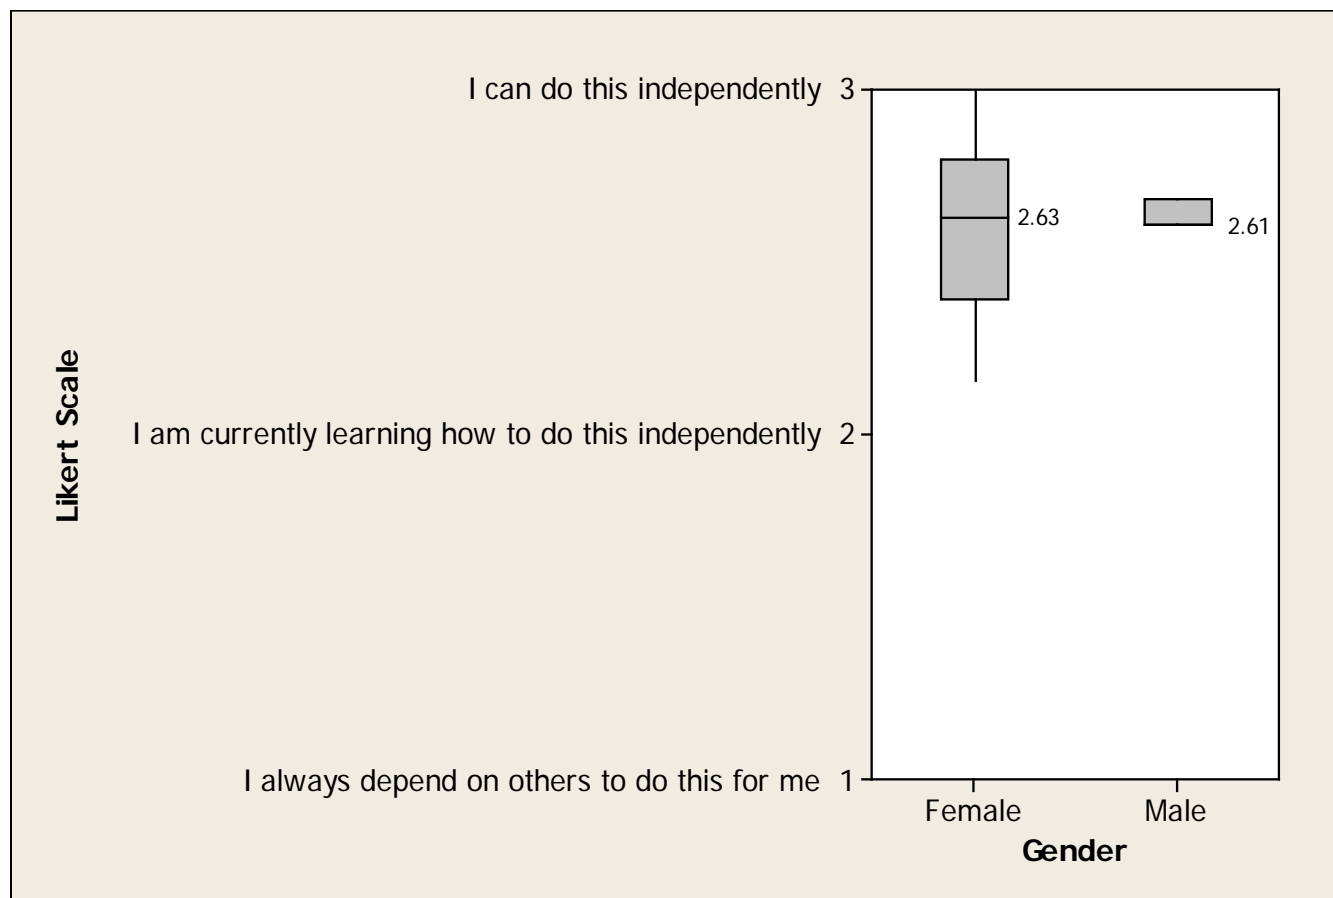 I can do this independently 3
2.63
2.61
Likert Scale
I am currently learning how to do this independently 2
I always depend on others to do this for me 1
Female Male
Gender